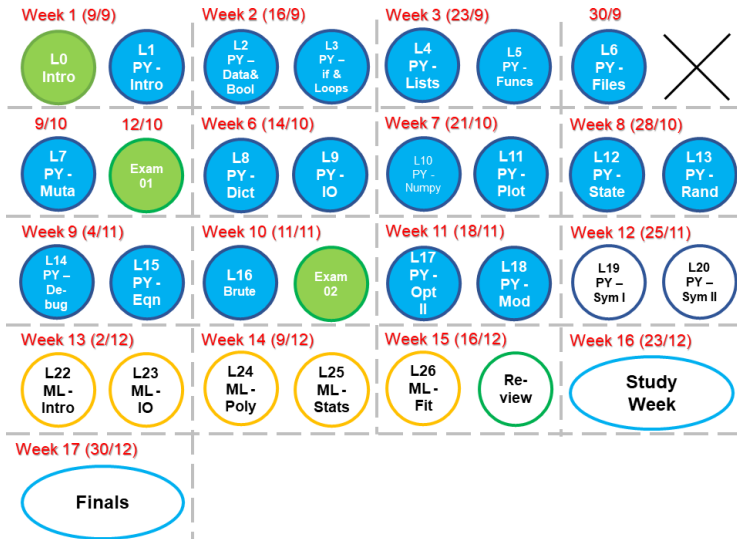 Week 1 (9/9)
Week 2 (16/9)
Week 3 (23/9)
30/9
L0
Intro
L1
PY -
Intro
L2
PY –
Data&
Bool
L3
PY –
if &
Loops
L4
PY -
Lists
L5
PY -
Funcs
L6
PY -
Files
9/10
12/10
Week 6 (14/10)
Week 7 (21/10)
Week 8 (28/10)
L7
PY -
Muta
Exam
01
L8
PY -
Dict
L9
PY -
IO
L10
PY -
Numpy
L11
PY -
Plot
L12
PY -
State
L13
PY -
Rand
Week 9 (4/11)
Week 10 (11/11)
Week 11 (18/11)
Week 12 (25/11)
L14
PY –
De-
bug
L15
PY -
Eqn
L16
Brute
Exam
02
L17
PY -
Opt
II
L18
PY -
Mod
L19
PY –
Sym I
L20
PY –
Sym II
Week 13 (2/12)
Week 14 (9/12)
Week 15 (16/12)
Week 16 (23/12)
L22
ML -
Intro
L23
ML -
IO
L24
ML -
Poly
L25
ML -
Stats
L26
ML -
Fit
Re-
view
Study
Week
Week 17 (30/12)
Finals